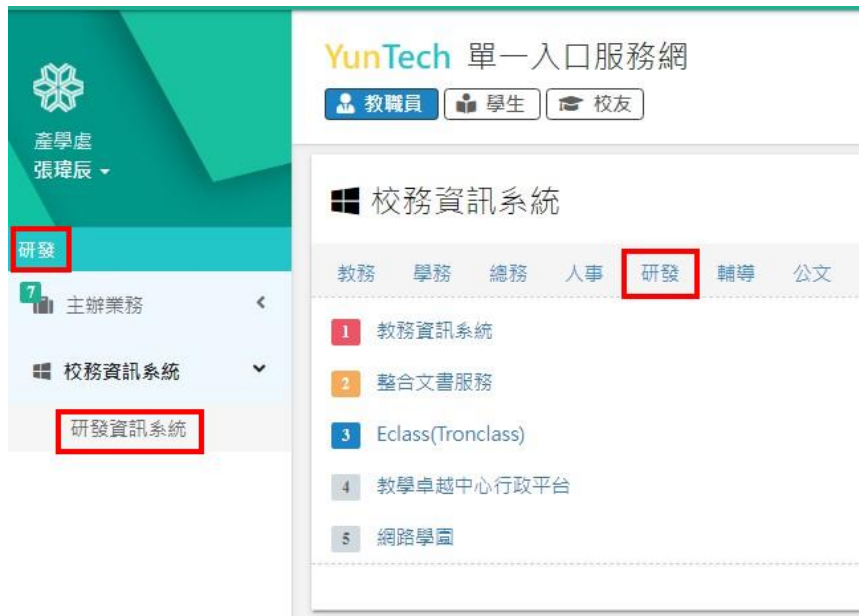 產學處
張瑋辰
研發
7
主辦業務
校務資訊系統
研發資訊系統
YunTech 單一入口服務網
教職員 學生 校友
校務資訊系統
教務 學務 總務 人事 研發 輔導 公文
1 教務資訊系統
2 整合文書服務
3 Eclass(Tronclass)
4 教學卓越中心行政平台
5 網路學園